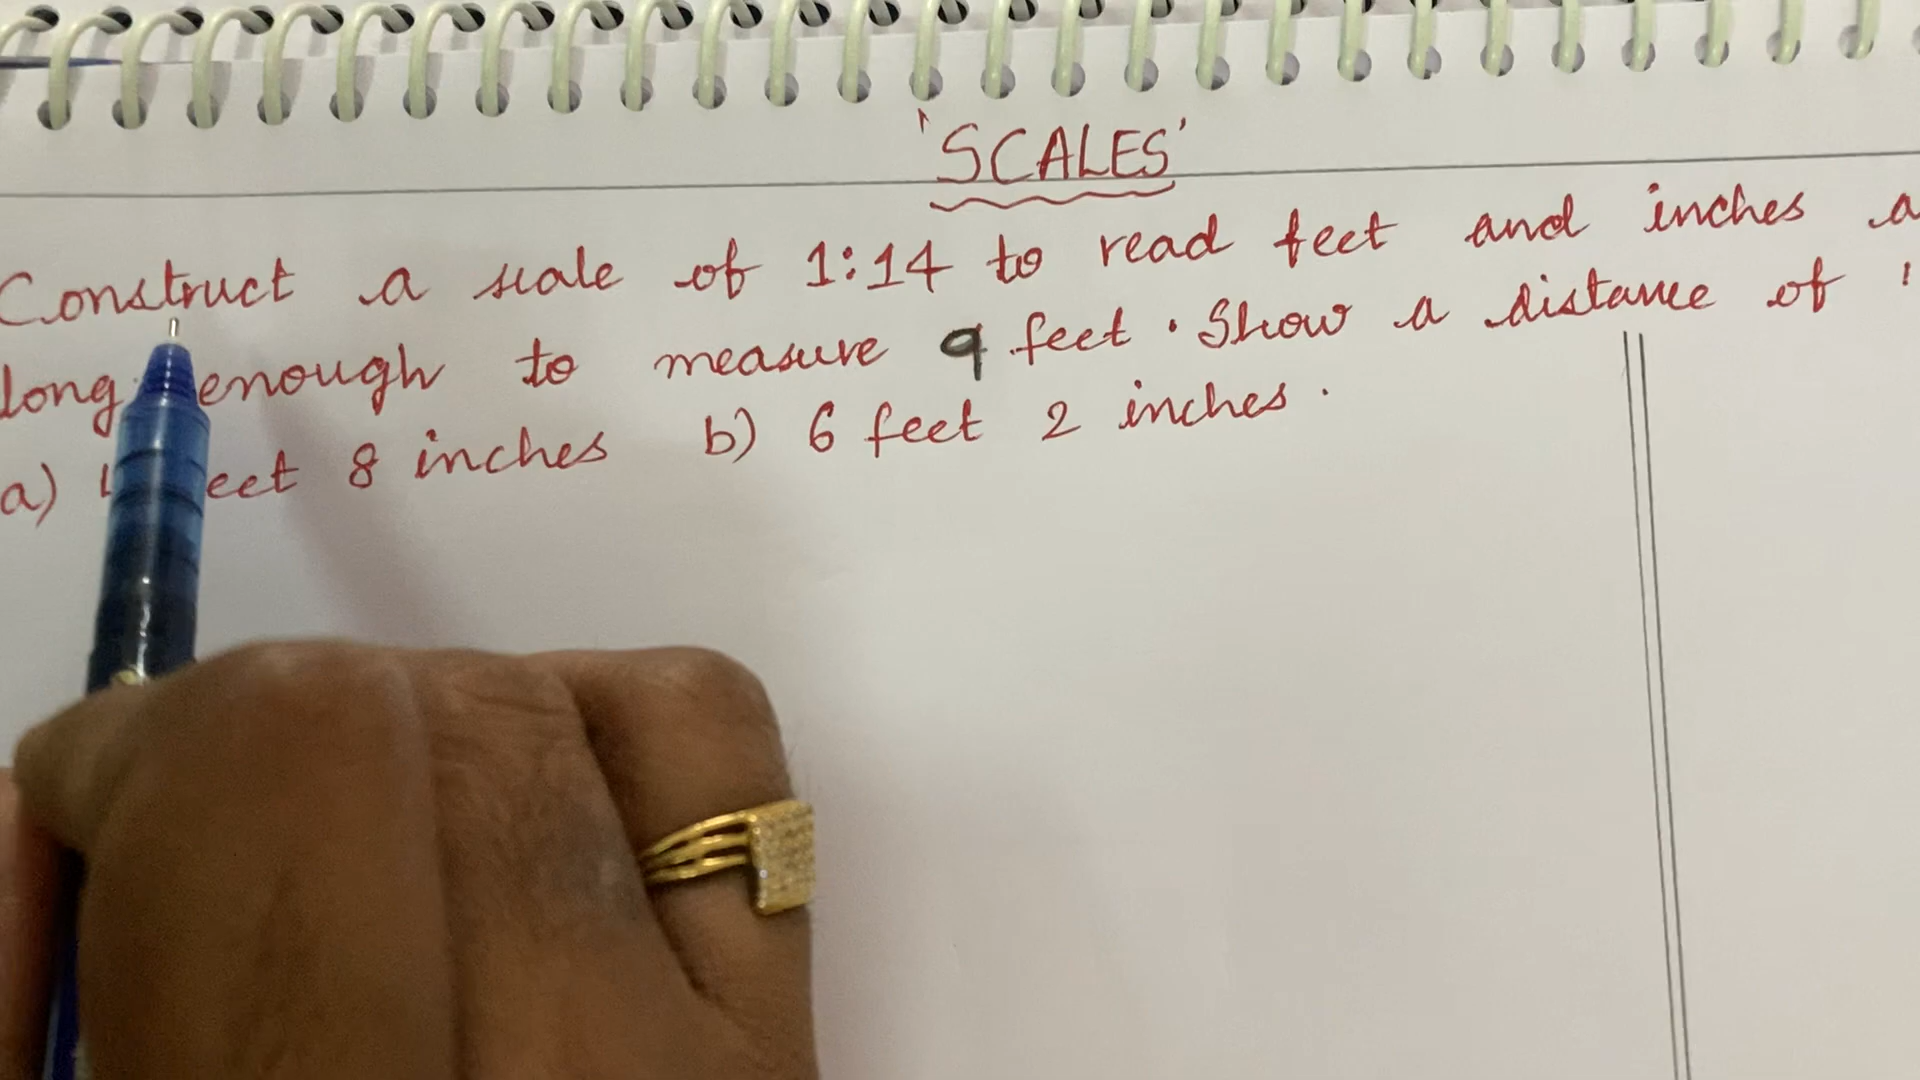 'SCALES'
Construct a scale of 1:14 to read feet and inches
long enough to measure 9 feet. Show a distance of
a) 8 inches b) 6 feet 2 inches.